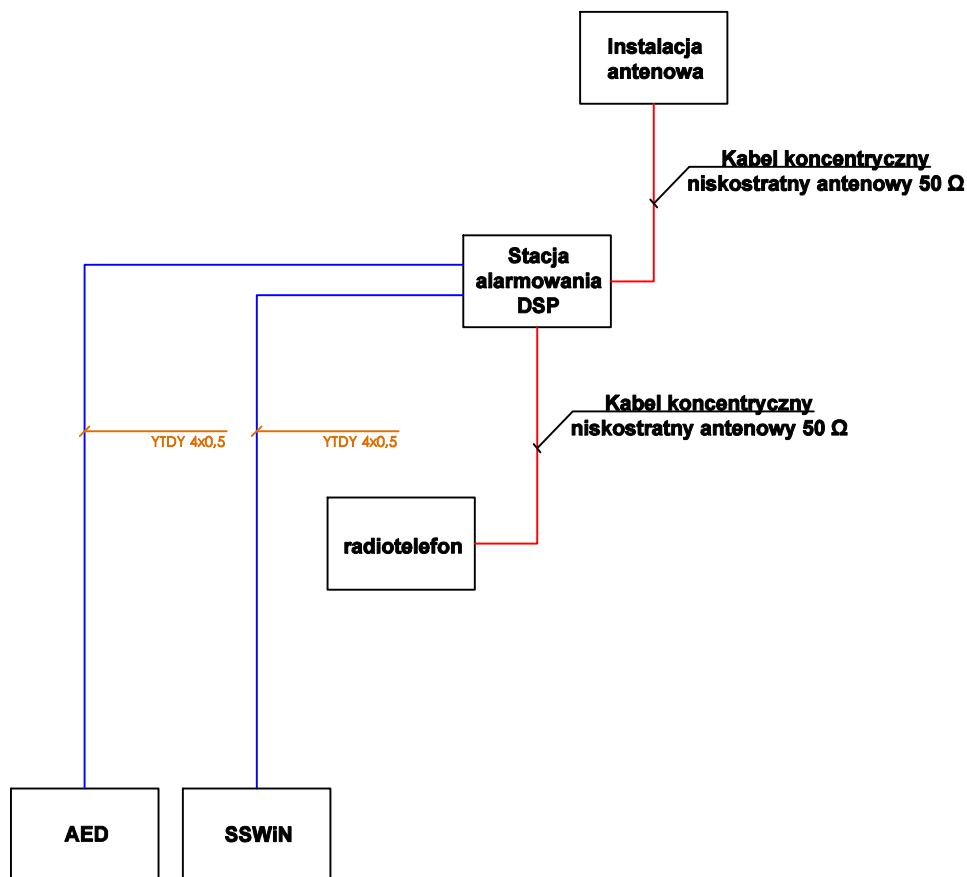 Instalacja
antenowa
Kabel koncentryczny
niskostratny antenowy 50 Ω
Stacja
alarmowania
DSP
Kabel koncentryczny
niskostratny antenowy 50 Ω
YTDY 4x0,5
YTDY 4x0,5
radiotelefon
AED
SSWiN